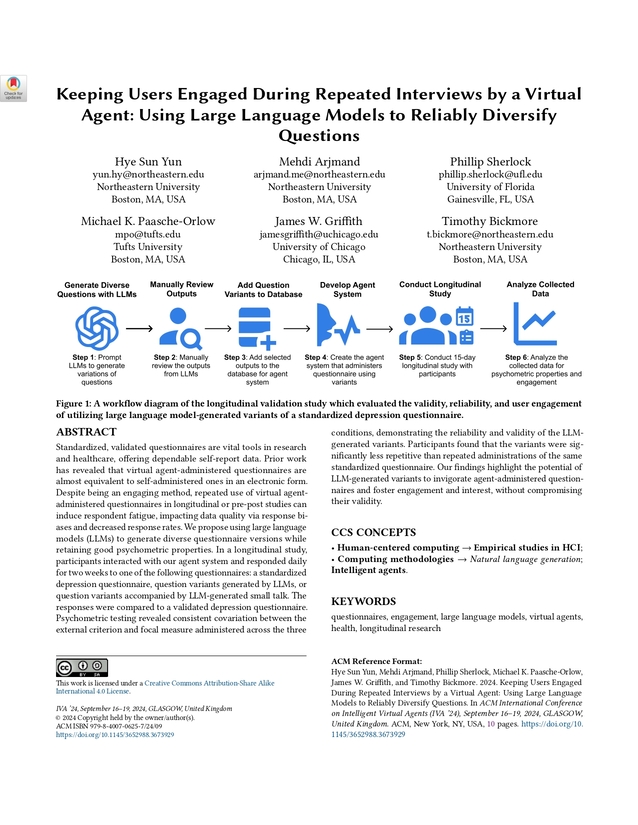 Check for
updates
Keeping Users Engaged During Repeated Interviews by a Virtual
Agent: Using Large Language Models to Reliably Diversify
Questions
Hye Sun Yun
yun.hy@northeastern.edu
Northeastern University
Boston, MA, USA
Mehdi Arjmand
arjmand.me@northeastern.edu
Northeastern University
Boston, MA, USA
Phillip Sherlock
phillip.sherlock@ufl.edu
University of Florida
Gainesville, FL, USA
Michael K. Paasche-Orlow
mpo@tufts.edu
Tufts University
Boston, MA, USA
James W. Griffith
jamesgriffith@uchicago.edu
University of Chicago
Chicago, IL, USA
Timothy Bickmore
t.bickmore@northeastern.edu
Northeastern University
Boston, MA, USA
Generate Diverse
Questions with LLMs
Manually Review
Outputs
Add Question
Variants to Database
Develop Agent
System
Conduct Longitudinal
Study
Analyze Collected
Data
15
Step 1: Prompt
LLMs to generate
variations of
questions
Step 2: Manually
review the outputs
from LLMs
Step 3: Add selected
outputs to the
database for agent
system
Step 4: Create the agent
system that administers
questionnaire using
variants
Step 5: Conduct 15-day
longitudinal study with
participants
Step 6: Analyze the
collected data for
psychometric properties and
engagement
Figure 1: A workflow diagram of the longitudinal validation study which evaluated the validity, reliability, and user engagement
of utilizing large language model-generated variants of a standardized depression questionnaire.
ABSTRACT
Standardized, validated questionnaires are vital tools in research
and healthcare, offering dependable self-report data. Prior work
has revealed that virtual agent-administered questionnaires are
almost equivalent to self-administered ones in an electronic form.
Despite being an engaging method, repeated use of virtual agent-
administered questionnaires in longitudinal or pre-post studies can
induce respondent fatigue, impacting data quality via response bi-
ases and decreased response rates. We propose using large language
models (LLMs) to generate diverse questionnaire versions while
retaining good psychometric properties. In a longitudinal study,
participants interacted with our agent system and responded daily
for two weeks to one of the following questionnaires: a standardized
depression questionnaire, question variants generated by LLMs, or
question variants accompanied by LLM-generated small talk. The
responses were compared to a validated depression questionnaire.
Psychometric testing revealed consistent covariation between the
external criterion and focal measure administered across the three
conditions, demonstrating the reliability and validity of the LLM-
generated variants. Participants found that the variants were sig-
nificantly less repetitive than repeated administrations of the same
standardized questionnaire. Our findings highlight the potential of
LLM-generated variants to invigorate agent-administered question-
naires and foster engagement and interest, without compromising
their validity.
CCS CONCEPTS
• Human-centered computing → Empirical studies in HCI;
• Computing methodologies → Natural language generation;
Intelligent agents.
KEYWORDS
questionnaires, engagement, large language models, virtual agents,
health, longitudinal research
CC BY SA
This work is licensed under a Creative Commons Attribution-Share Alike
International 4.0 License.
IVA '24, September 16–19, 2024, GLASGOW, United Kingdom
© 2024 Copyright held by the owner/author(s).
ACM ISBN 979-8-4007-0625-7/24/09
https://doi.org/10.1145/3652988.3673929
ACM Reference Format:
Hye Sun Yun, Mehdi Arjmand, Phillip Sherlock, Michael K. Paasche-Orlow,
James W. Griffith, and Timothy Bickmore. 2024. Keeping Users Engaged
During Repeated Interviews by a Virtual Agent: Using Large Language
Models to Reliably Diversify Questions. In ACM International Conference
on Intelligent Virtual Agents (IVA '24), September 16–19, 2024, GLASGOW,
United Kingdom. ACM, New York, NY, USA, 10 pages. https://doi.org/10.
1145/3652988.3673929